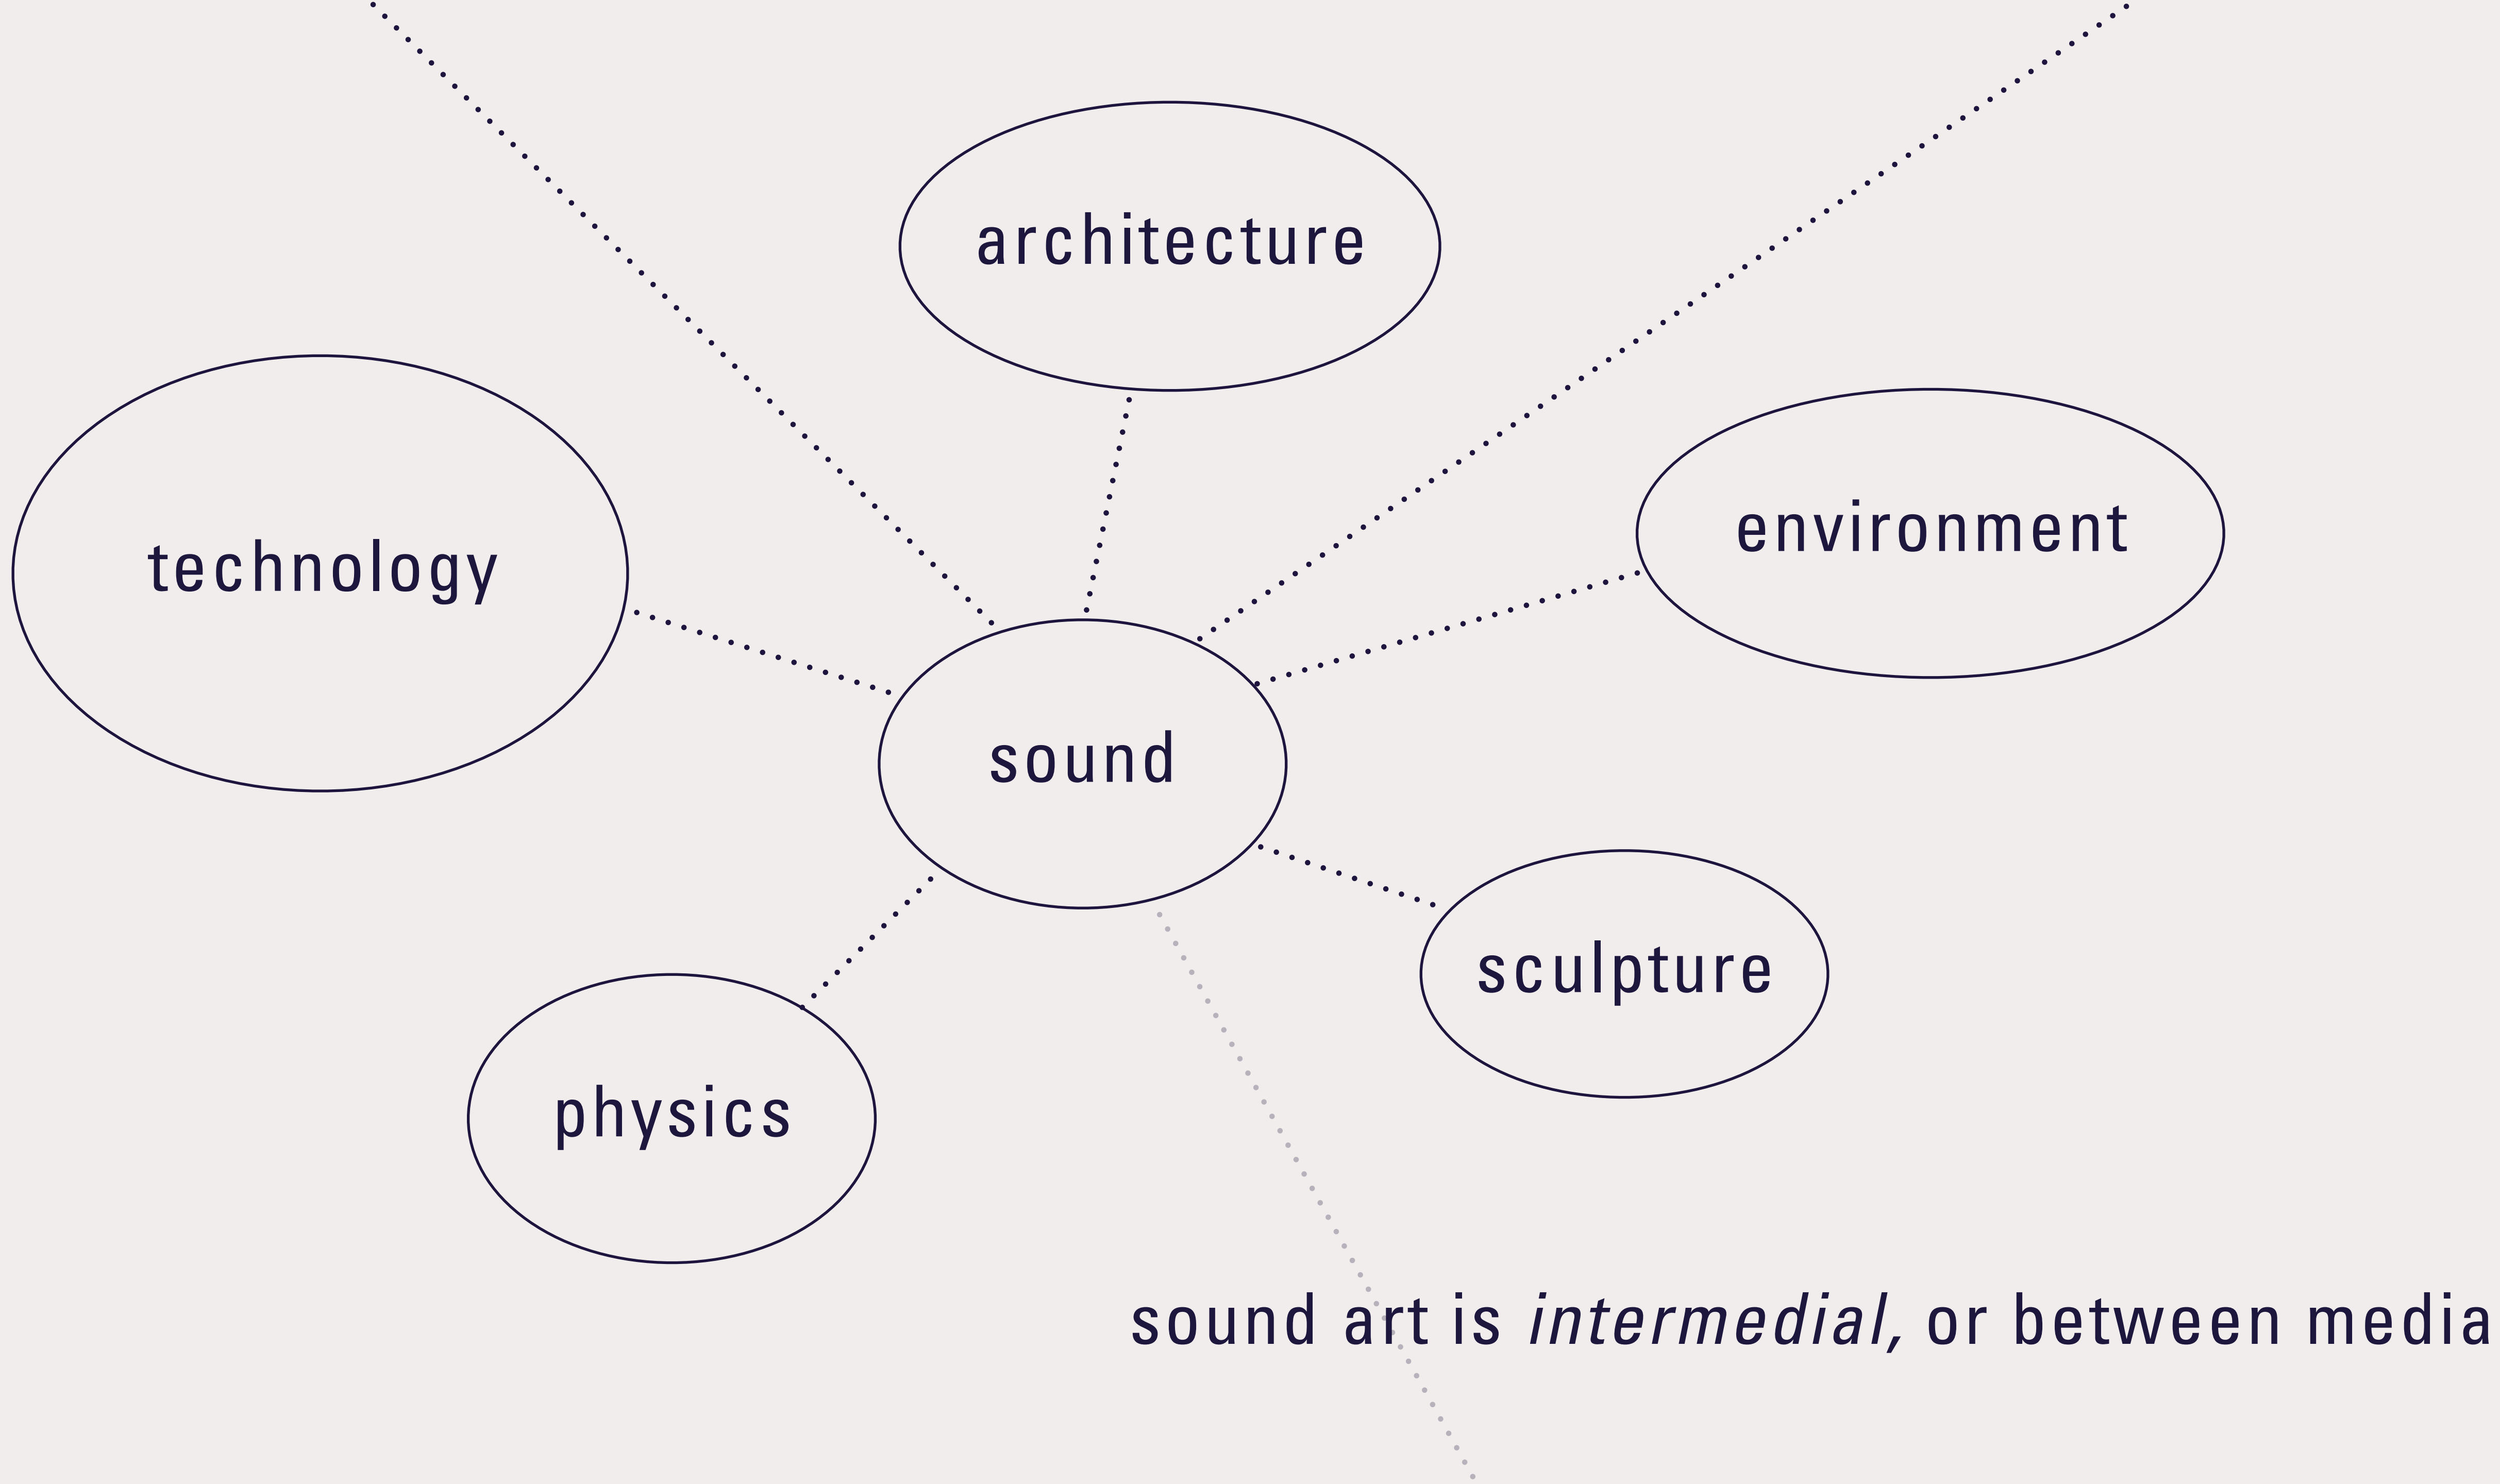 architecture
environment
technology
sound
sculpture
physics
sound art is intermedial, or between media